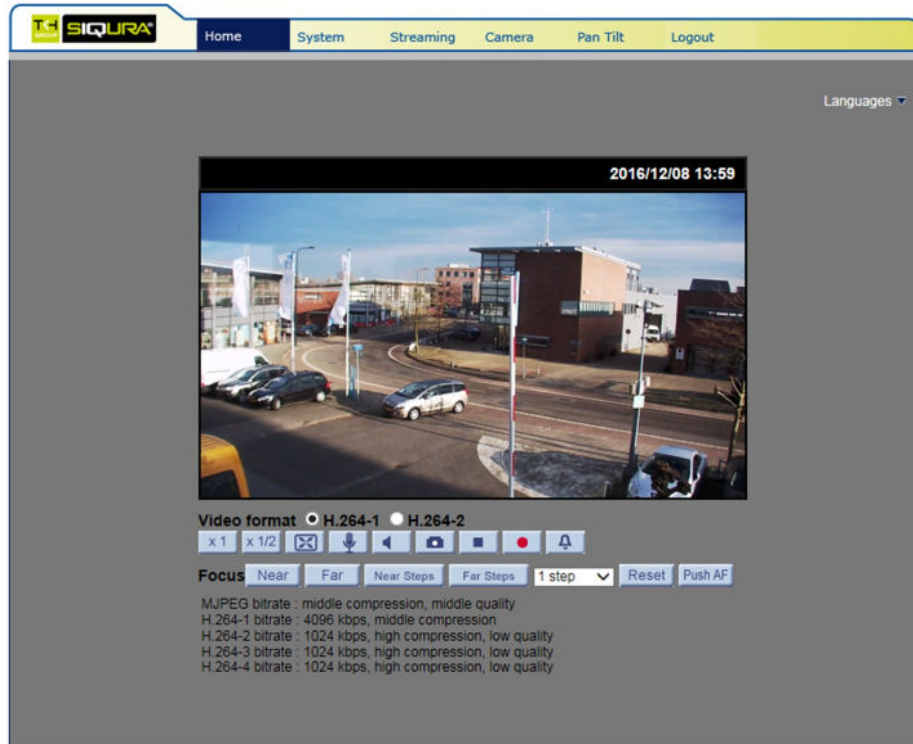 TKH GROUP SIQURA®
Home System Streaming Camera Pan Tilt Logout
Languages
2016/12/08 13:59
Video format H.264-1 H.264-2
x 1 x 1/2
Focus Near Far Near Steps Far Steps 1 step Reset Push AF
MJPEG bitrate : middle compression, middle quality
H.264-1 bitrate : 4096 kbps, middle compression
H.264-2 bitrate : 1024 kbps, high compression, low quality
H.264-3 bitrate : 1024 kbps, high compression, low quality
H.264-4 bitrate : 1024 kbps, high compression, low quality